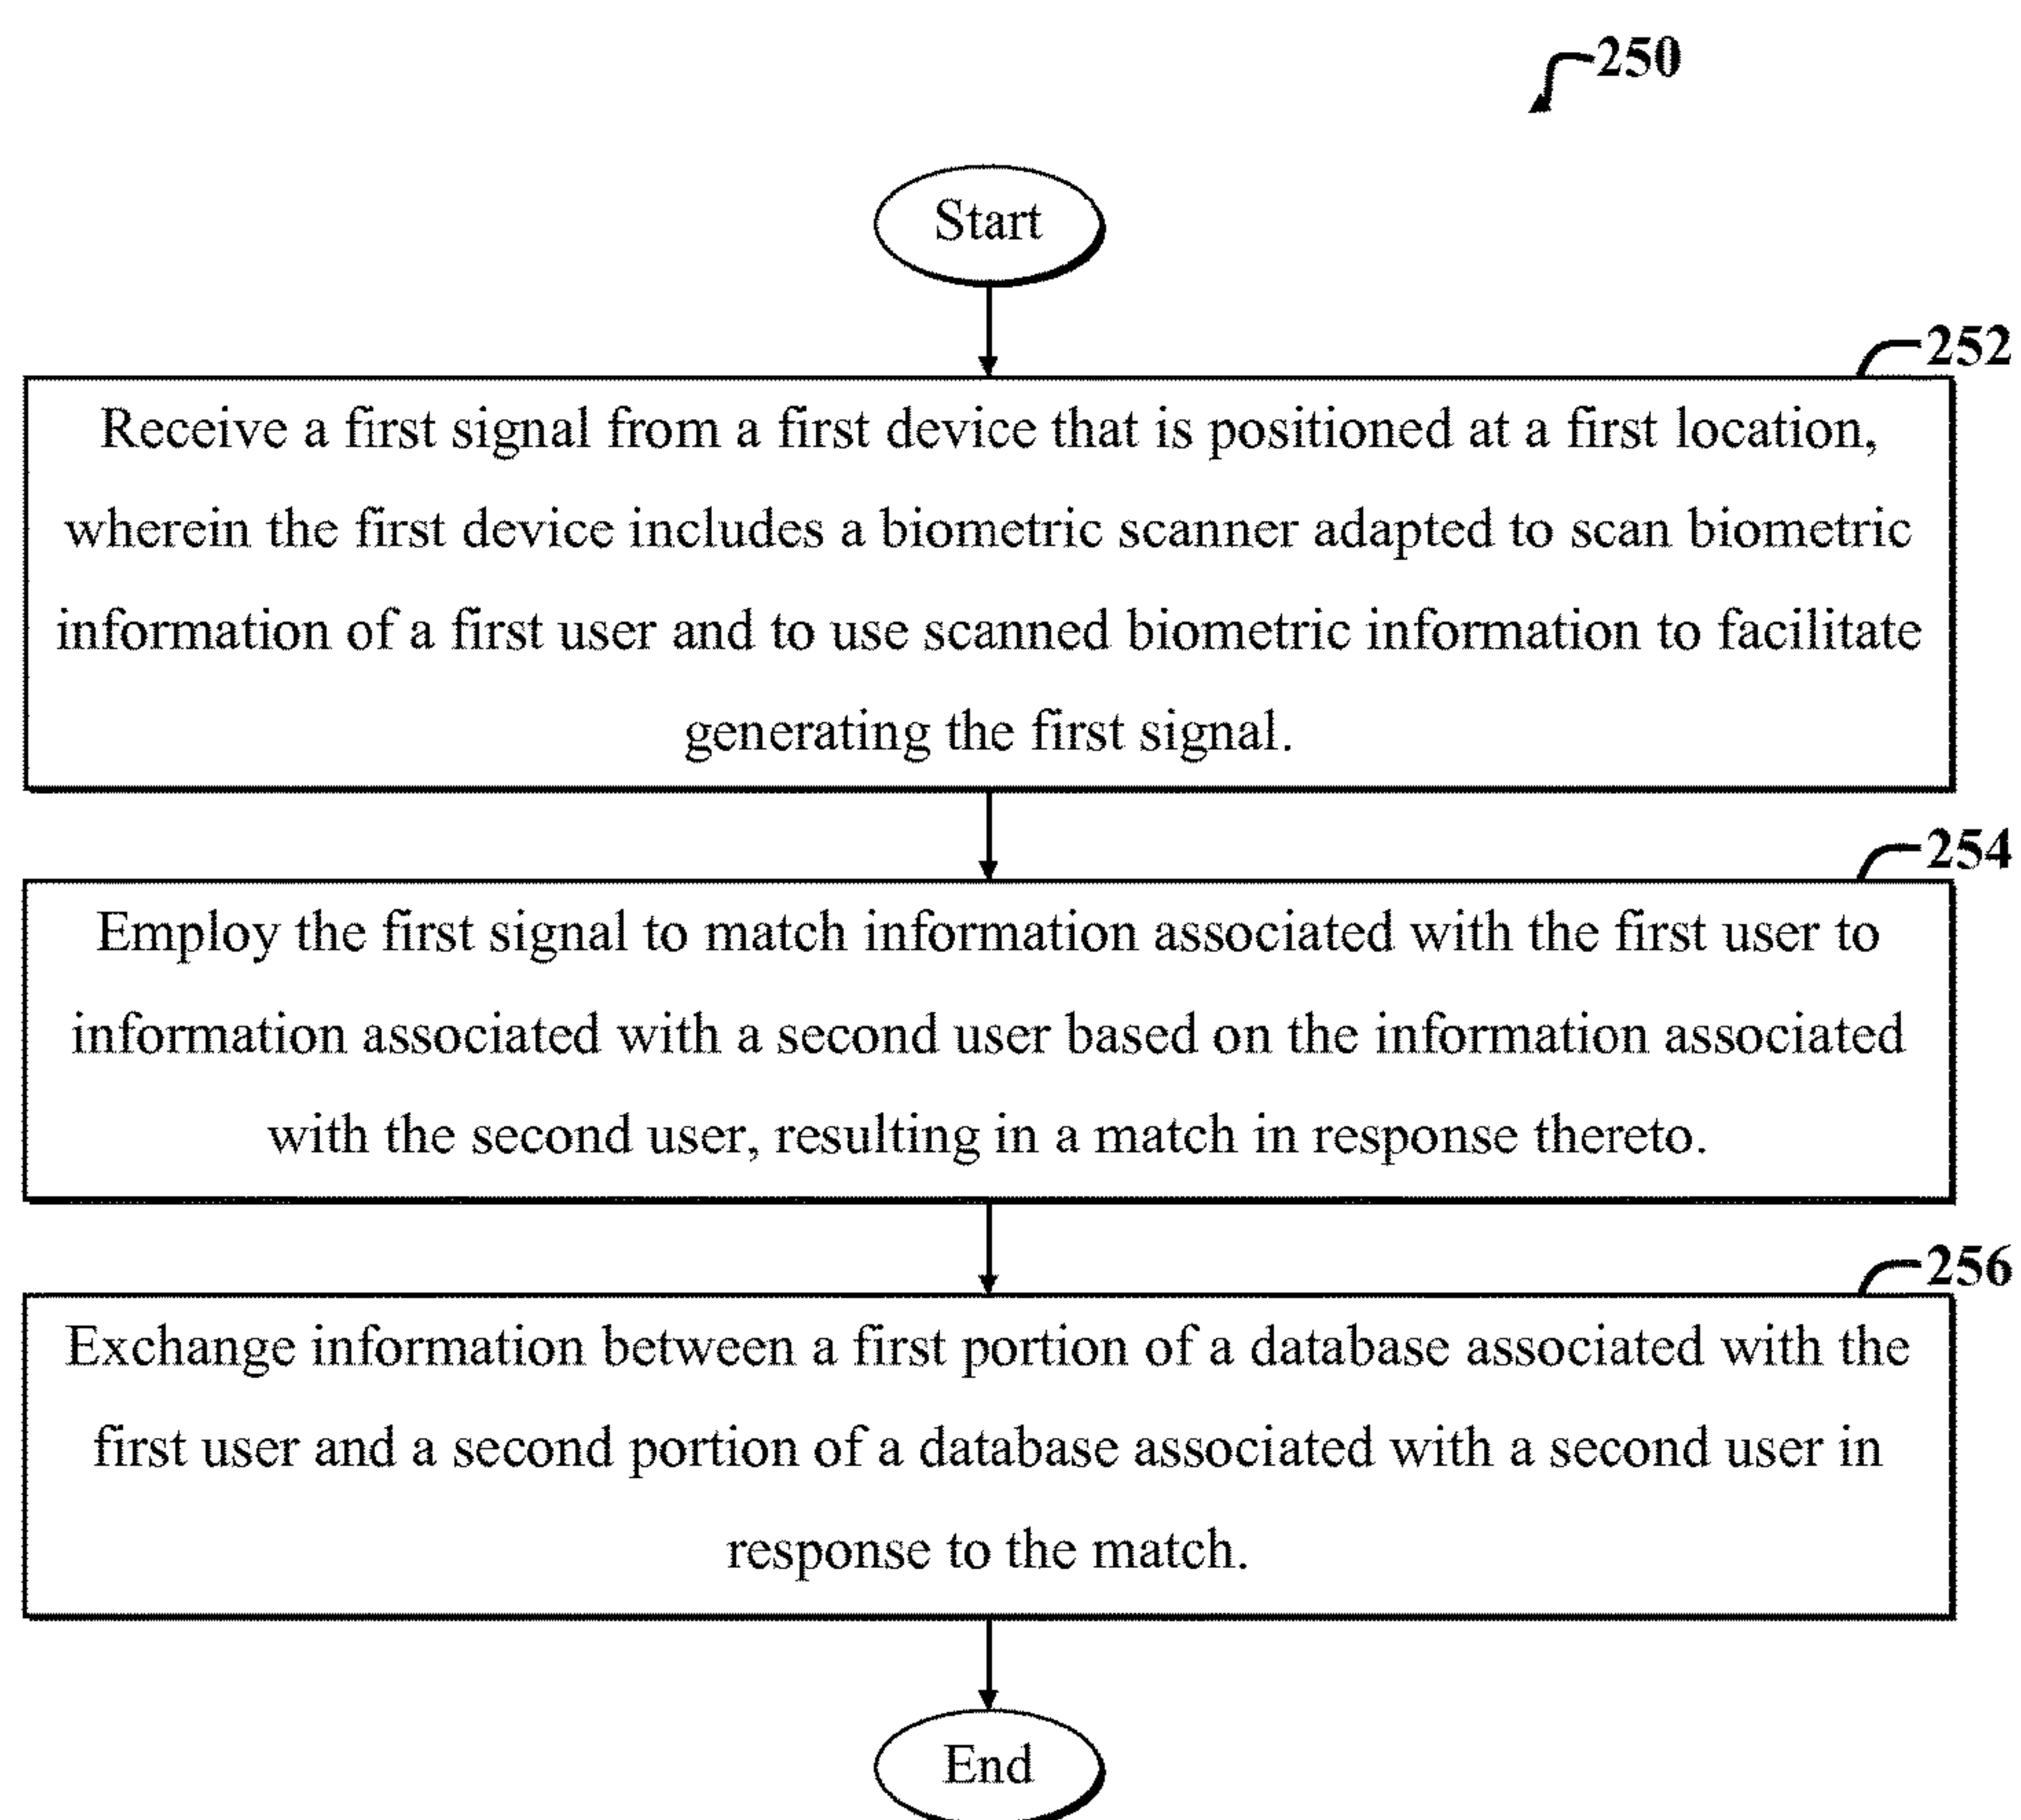 250
Start
252
Receive a first signal from a first device that is positioned at a first location,
wherein the first device includes a biometric scanner adapted to scan biometric
information of a first user and to use scanned biometric information to facilitate
generating the first signal.
254
Employ the first signal to match information associated with the first user to
information associated with a second user based on the information associated
with the second user, resulting in a match in response thereto.
256
Exchange information between a first portion of a database associated with the
first user and a second portion of a database associated with a second user in
response to the match.
End